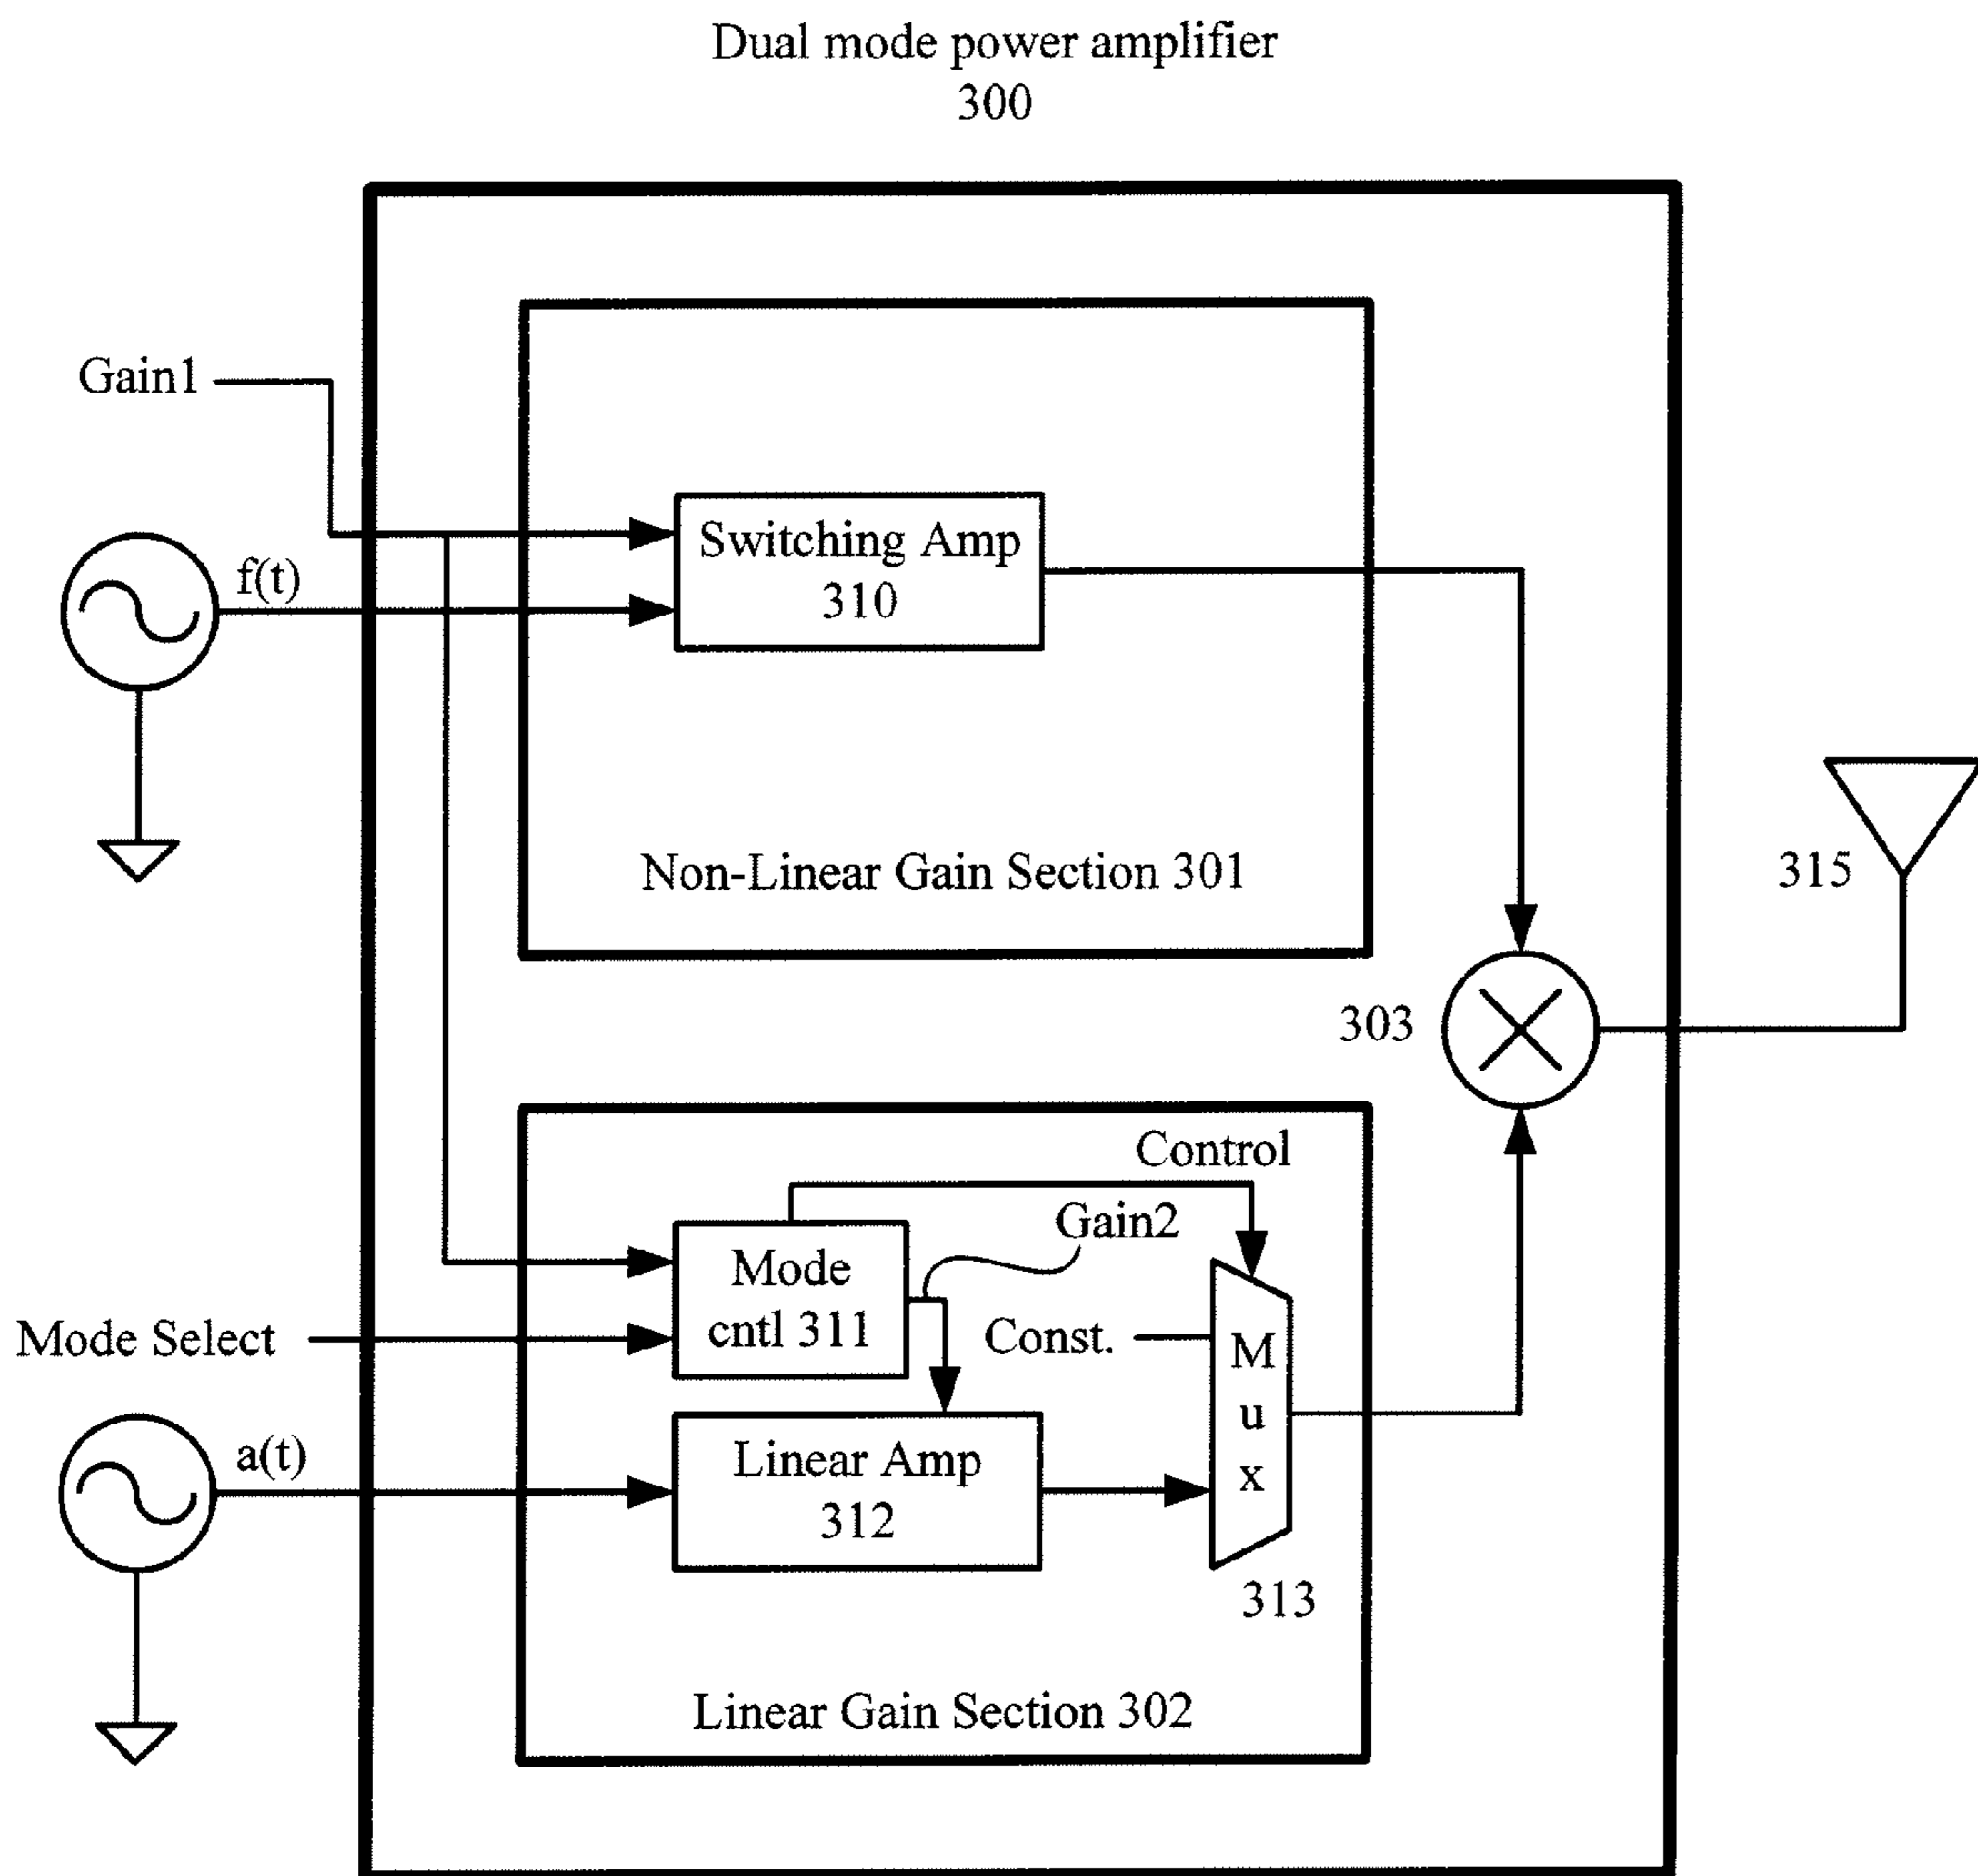 Dual mode power amplifier
300
Gain1
f(t)
Switching Amp
310
Non-Linear Gain Section 301
315
303
Control
Gain2
Mode
cntl 311
Const.
Mux
Mode Select
a(t)
Linear Amp
312
313
Linear Gain Section 302